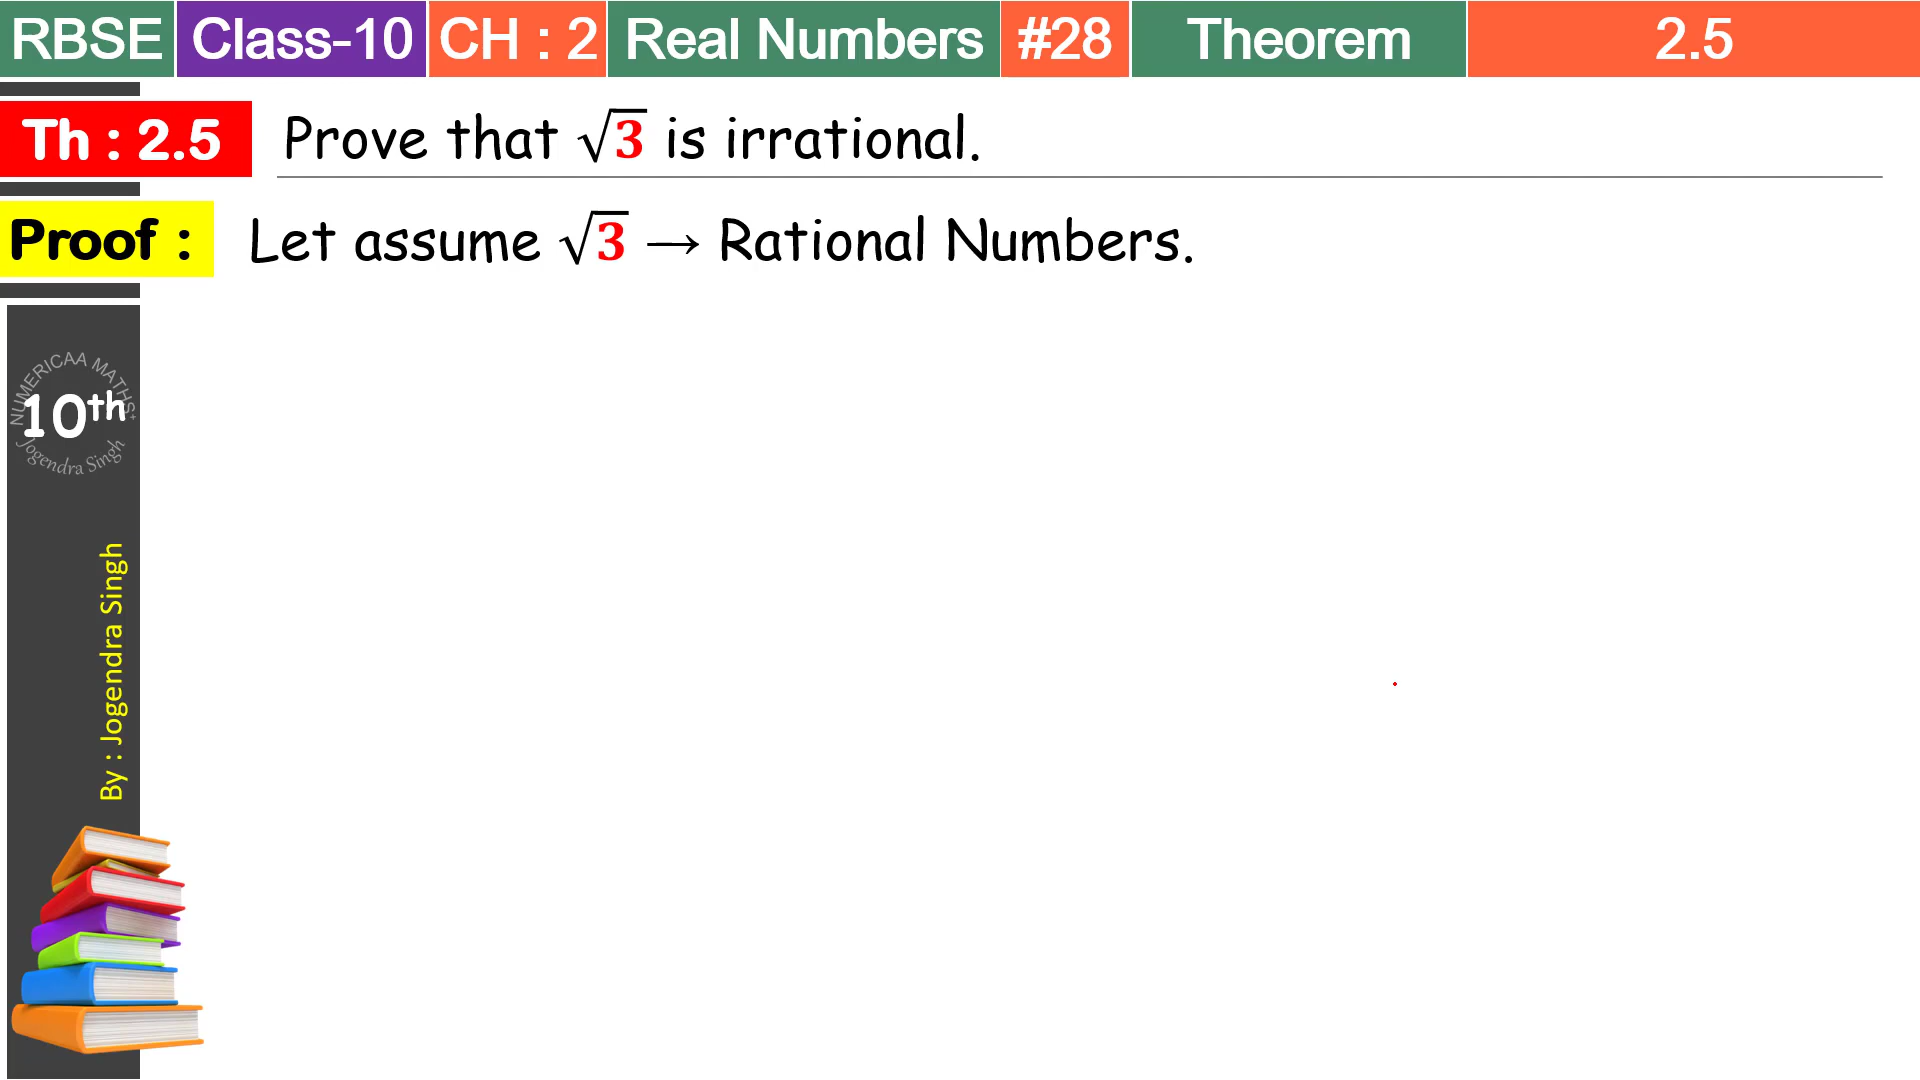 RBSE Class-10 CH : 2 Real Numbers #28 Theorem 2.5
Th : 2.5 Prove that √3 is irrational.
Proof : Let assume √3 → Rational Numbers.
NUMERICAA MATHS+
10th
Jogendra Singh
By : Jogendra Singh